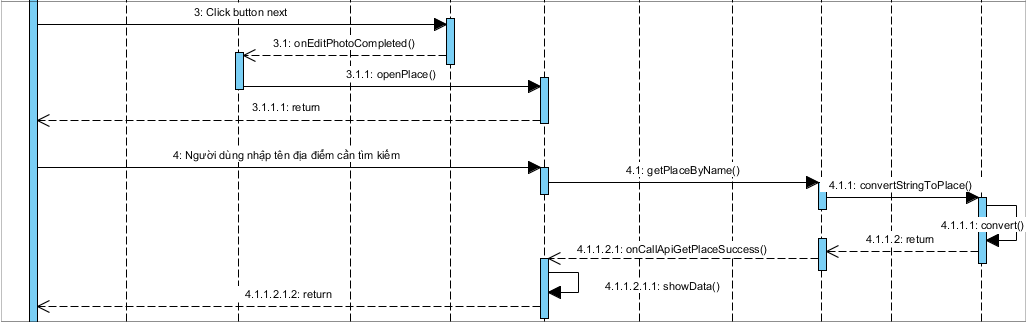 3: Click button next
3.1: onEditPhotoCompleted()
3.1.1: openPlace()
3.1.1.1: return
4: Người dùng nhập tên địa điểm cần tìm kiếm
4.1: getPlaceByName()
4.1.1: convertStringToPlace()
4.1.1.1: convert()
4.1.1.2: return
4.1.1.2.1: onCallApiGetPlaceSuccess()
4.1.1.2.1.1: showData()
4.1.1.2.1.2: return